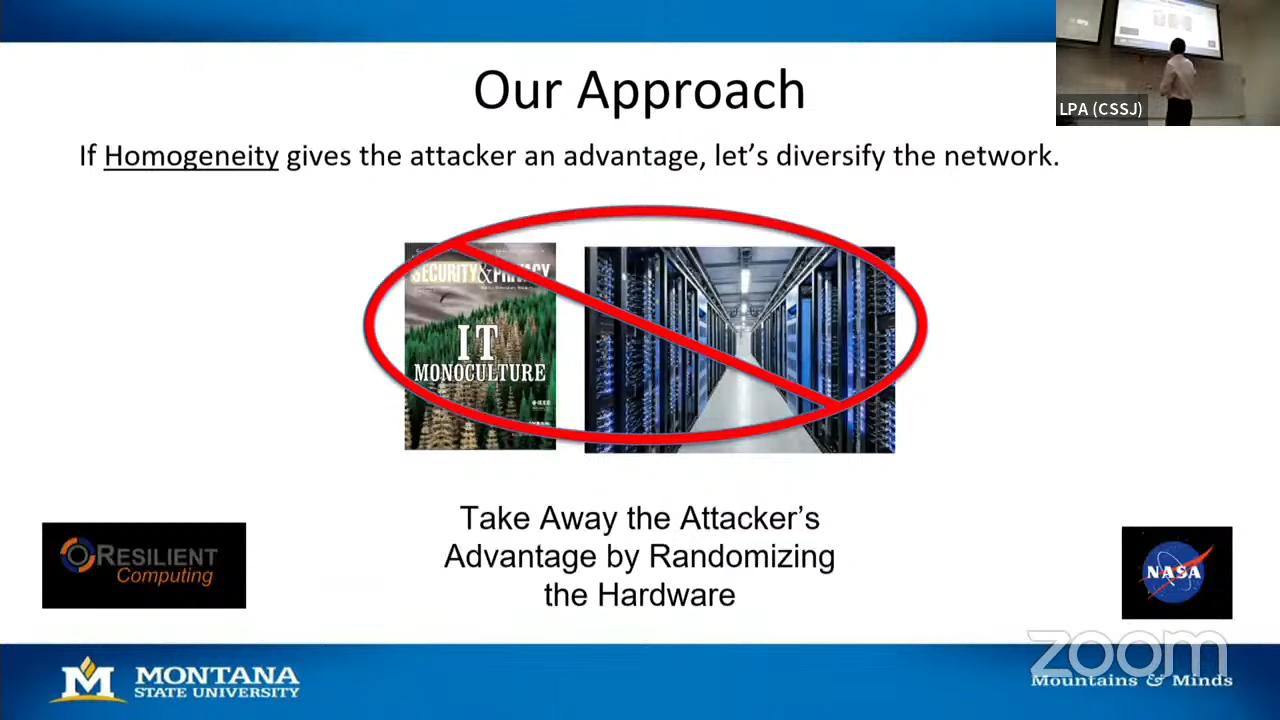 Our Approach
LPA (CSSJ)
If Homogeneity gives the attacker an advantage, let's diversify the network.
SECURITY & PRIVACY
IT
MONOCULTURE
IEEE
Take Away the Attacker's
Advantage by Randomizing
the Hardware
RESILIENT
Computing
NASA
zoom
M
MONTANA
STATE UNIVERSITY
Mountains & Minds